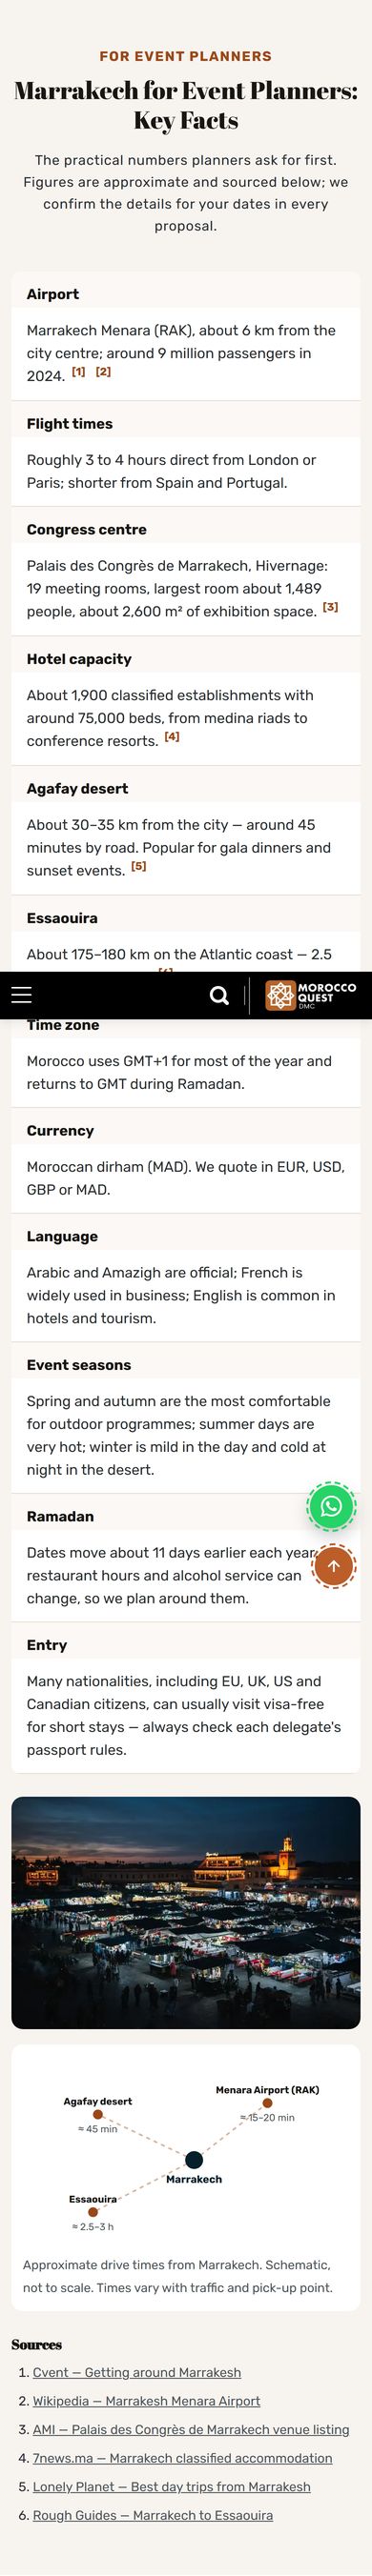 FOR EVENT PLANNERS
Marrakech for Event Planners:
Key Facts
The practical numbers planners ask for first.
Figures are approximate and sourced below; we
confirm the details for your dates in every
proposal.
Airport
Marrakech Menara (RAK), about 6 km from the
city centre; around 9 million passengers in
2024. [1] [2]
Flight times
Roughly 3 to 4 hours direct from London or
Paris; shorter from Spain and Portugal.
Congress centre
Palais des Congrès de Marrakech, Hivernage:
19 meeting rooms, largest room about 1,489
people, about 2,600 m² of exhibition space. [3]
Hotel capacity
About 1,900 classified establishments with
around 75,000 beds, from medina riads to
conference resorts. [4]
Agafay desert
About 30–35 km from the city — around 45
minutes by road. Popular for gala dinners and
sunset events. [5]
Essaouira
About 175–180 km on the Atlantic coast — 2.5
MOROCCO
QUEST
DMC
Time zone
Morocco uses GMT+1 for most of the year and
returns to GMT during Ramadan.
Currency
Moroccan dirham (MAD). We quote in EUR, USD,
GBP or MAD.
Language
Arabic and Amazigh are official; French is
widely used in business; English is common in
hotels and tourism.
Event seasons
Spring and autumn are the most comfortable
for outdoor programmes; summer days are
very hot; winter is mild in the day and cold at
night in the desert.
Ramadan
Dates move about 11 days earlier each year
restaurant hours and alcohol service can
change, so we plan around them.
Entry
Many nationalities, including EU, UK, US and
Canadian citizens, can usually visit visa-free
for short stays — always check each delegate's
passport rules.
Menara Airport (RAK)
≈ 15–20 min
Agafay desert
≈ 45 min
Marrakech
Essaouira
≈ 2.5–3 h
Approximate drive times from Marrakech. Schematic,
not to scale. Times vary with traffic and pick-up point.
Sources
1. Cvent — Getting around Marrakesh
2. Wikipedia — Marrakesh Menara Airport
3. AMI — Palais des Congrès de Marrakech venue listing
4. 7news.ma — Marrakech classified accommodation
5. Lonely Planet — Best day trips from Marrakesh
6. Rough Guides — Marrakech to Essaouira